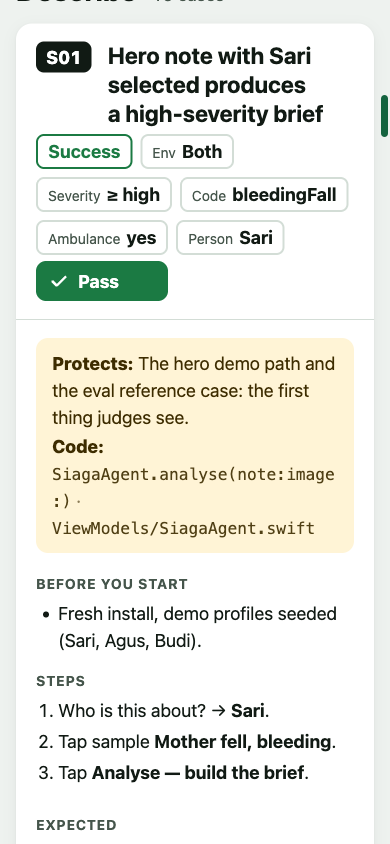 S01 Hero note with Sari
selected produces
a high-severity brief
Success Env Both
Severity ≥ high Code bleedingFall
Ambulance yes Person Sari
✓ Pass
Protects: The hero demo path and
the eval reference case: the first
thing judges see.
Code:
SiagaAgent.analyse(note:image
:) ·
ViewModels/SiagaAgent.swift
BEFORE YOU START
• Fresh install, demo profiles seeded
(Sari, Agus, Budi).
STEPS
1. Who is this about? → Sari.
2. Tap sample Mother fell, bleeding.
3. Tap Analyse — build the brief.
EXPECTED